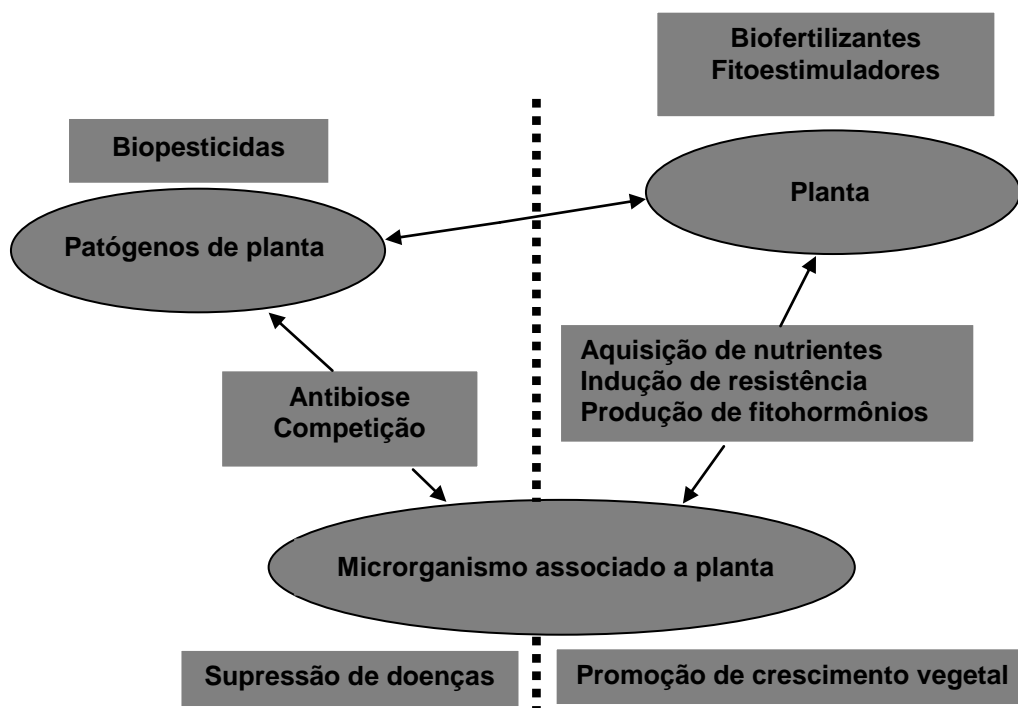 Biofertilizantes
Fitoestimuladores
Biopesticidas
Planta
Patógenos de planta
Aquisição de nutrientes
Indução de resistência
Produção de fitohormônios
Antibiose
Competição
Microrganismo associado a planta
Supressão de doenças
Promoção de crescimento vegetal